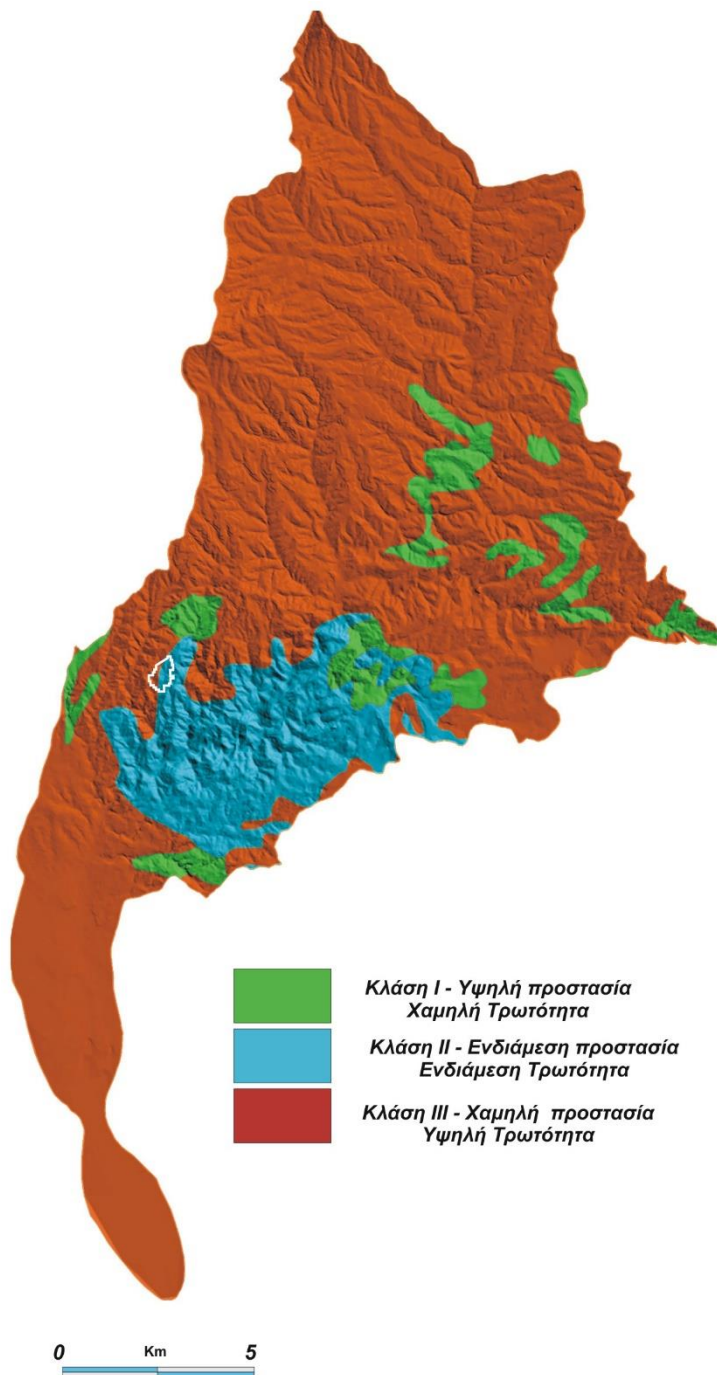 Κλάση I - Υψηλή προστασία
Χαμηλή Τρωτότητα
Κλάση II - Ενδιάμεση προστασία
Ενδιάμεση Τρωτότητα
Κλάση III - Χαμηλή προστασία
Υψηλή Τρωτότητα
0 Km 5